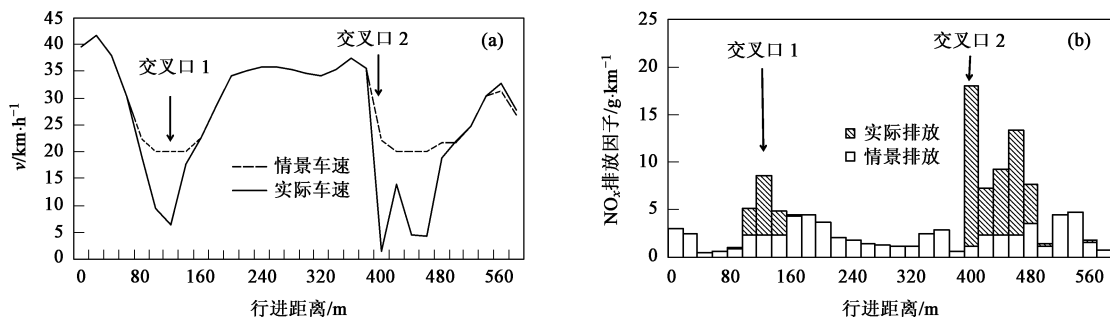 45
40
35
30
25
20
15
10
5
0
v/km·h⁻¹
交叉口 1
交叉口 2
(a)
情景车速
实际车速
0 80 160 240 320 400 480 560
行进距离/m
25
20
15
10
5
0
NOₓ排放因子/g·km⁻¹
交叉口 1
交叉口 2
(b)
实际排放
情景排放
0 80 160 240 320 400 480 560
行进距离/m